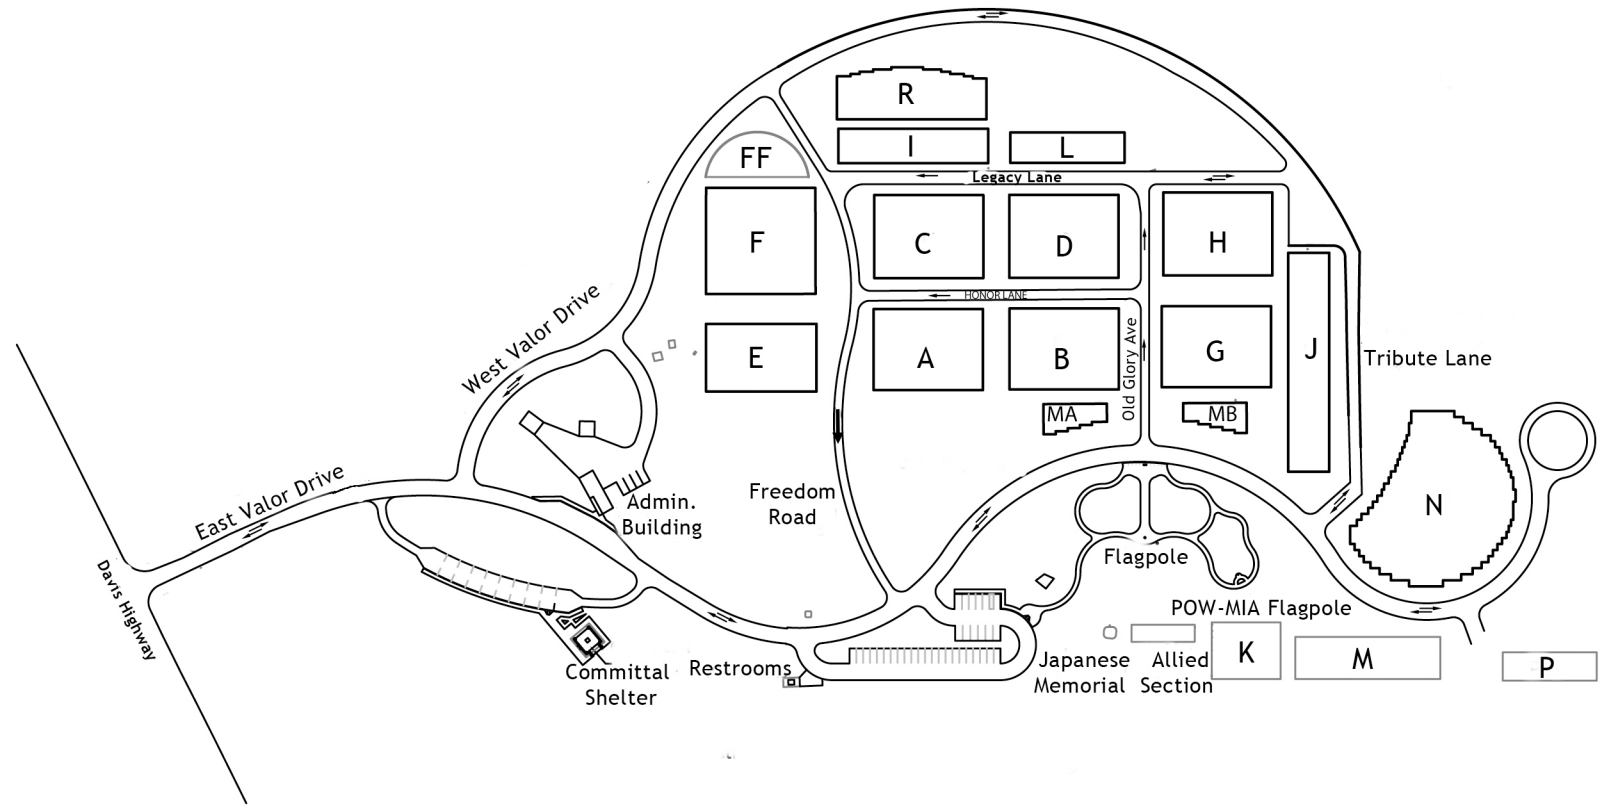 R
I
L
FF
Legacy Lane
F
C
D
H
HONOR LANE
West Valor Drive
E
A
B
Old Glory Ave
G
J
Tribute Lane
MA
MB
East Valor Drive
Admin.
Building
Freedom
Road
N
Flagpole
Davis Highway
POW-MIA Flagpole
Committal
Shelter
Restrooms
Japanese
Memorial
Allied
Section
K
M
P